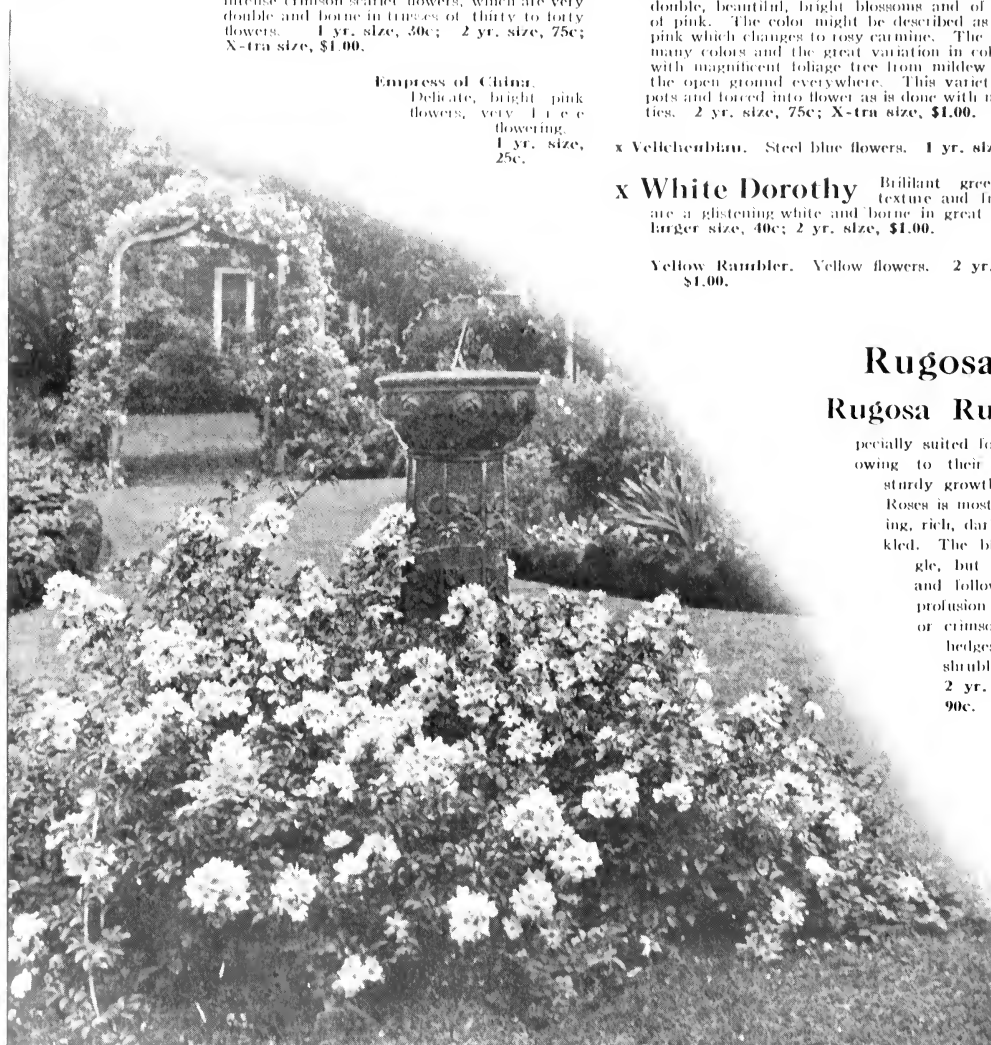 intense crimson scarlet flowers, which are very
double and borne in trusses of thirty to forty
flowers. 1 yr. size, 30c; 2 yr. size, 75c;
X-tra size, $1.00.
Empress of China.
Delicate, bright pink
flowers, very free
flowering.
1 yr. size,
25c.
double, beautiful, bright blossoms and of
of pink. The color might be described as
pink which changes to rosy carmine. The
many colors and the great variation in col
with magnificent foliage free from mildew
the open ground everywhere. This variet
pots and forced into flower as is done with
ties. 2 yr. size, 75c; X-tra size, $1.00.
x Veilchenblau. Steel blue flowers. 1 yr. siz
x White Dorothy Brililant gree
texture and
are a glistening white and borne in great
larger size, 40c; 2 yr. size, $1.00.
Yellow Rambler. Yellow flowers. 2 yr.
$1.00.
Rugosa
Rugosa Ru
pecially suited fo
owing to their
sturdy growt
Roses is most
ing, rich, dar
kled. The b
gle, but
and follow
profusion
or crimso
hedges
shrubb
2 yr.
90c.